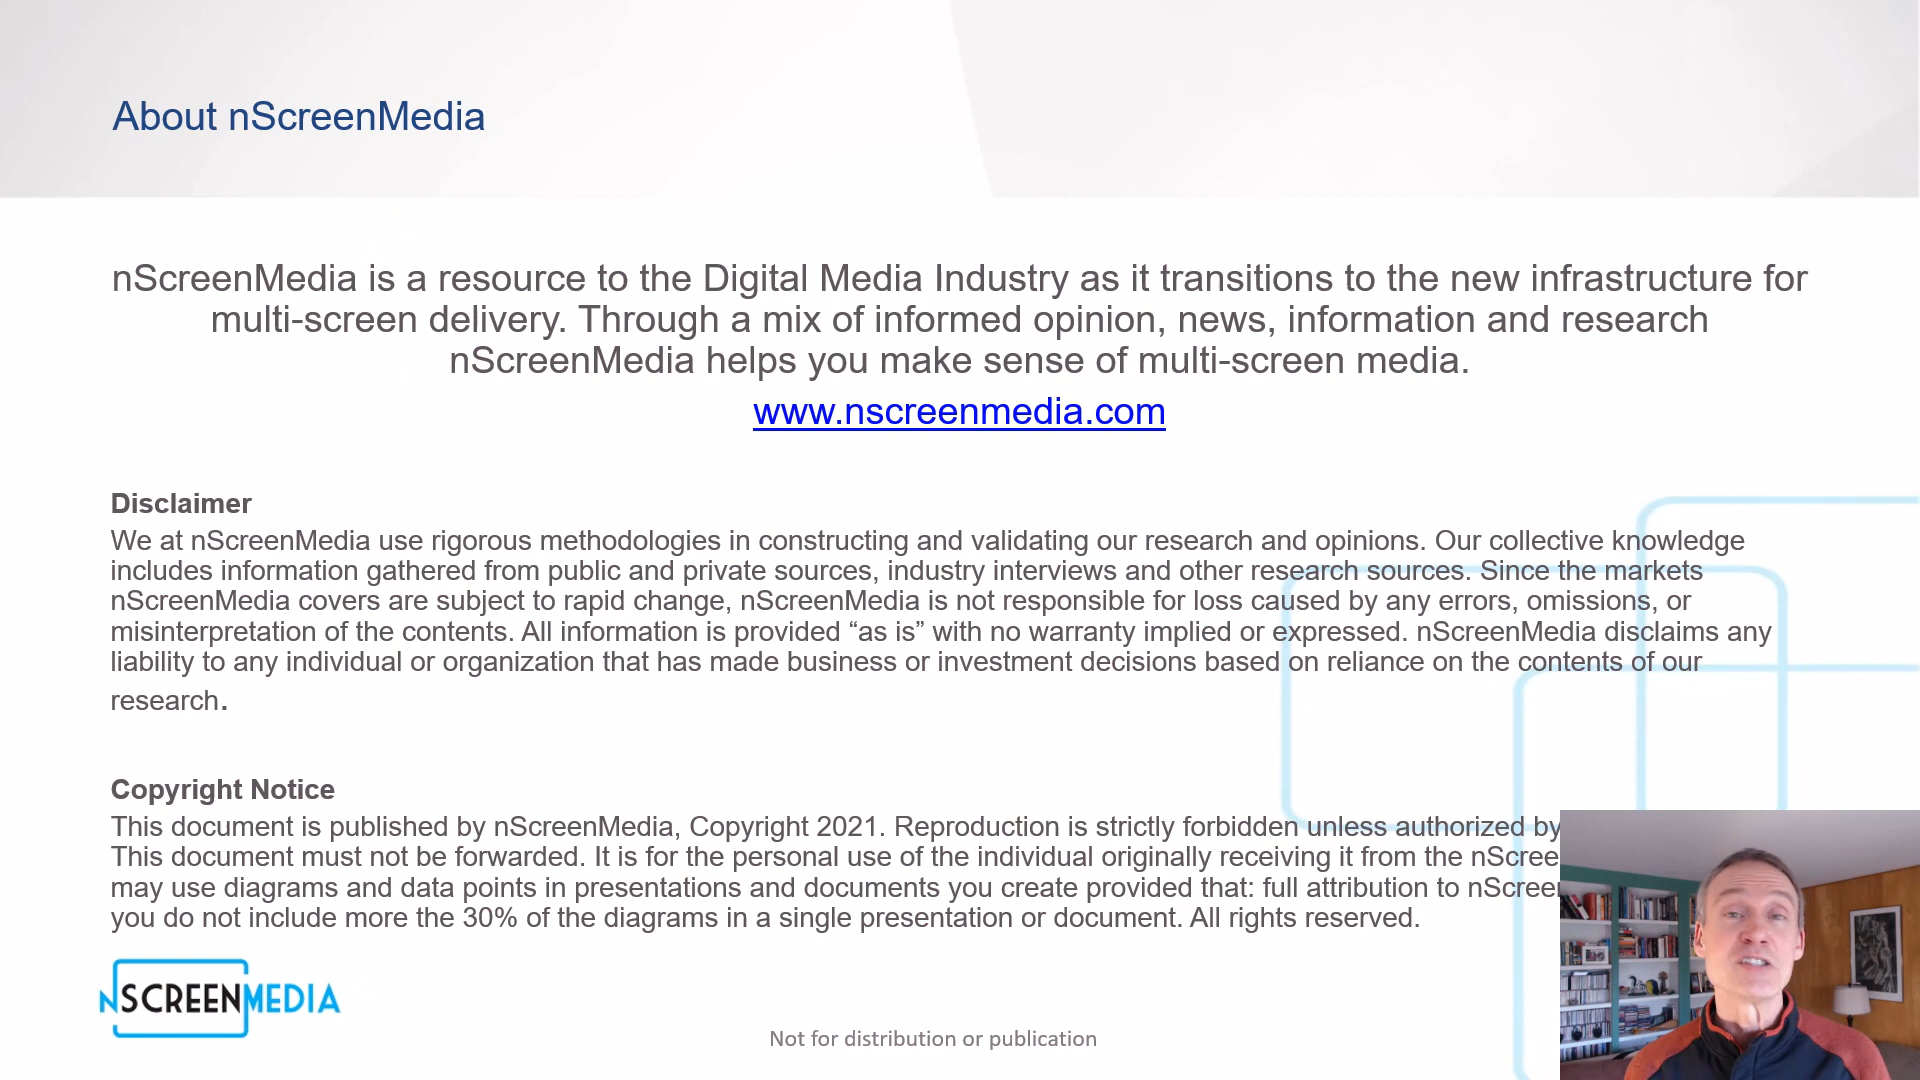 About nScreenMedia
nScreenMedia is a resource to the Digital Media Industry as it transitions to the new infrastructure for
multi-screen delivery. Through a mix of informed opinion, news, information and research
nScreenMedia helps you make sense of multi-screen media.
www.nscreenmedia.com
Disclaimer
We at nScreenMedia use rigorous methodologies in constructing and validating our research and opinions. Our collective knowledge
includes information gathered from public and private sources, industry interviews and other research sources. Since the markets
nScreenMedia covers are subject to rapid change, nScreenMedia is not responsible for loss caused by any errors, omissions, or
misinterpretation of the contents. All information is provided “as is” with no warranty implied or expressed. nScreenMedia disclaims any
liability to any individual or organization that has made business or investment decisions based on reliance on the contents of our
research.
Copyright Notice
This document is published by nScreenMedia, Copyright 2021. Reproduction is strictly forbidden unless authorized by
This document must not be forwarded. It is for the personal use of the individual originally receiving it from the
may use diagrams and data points in presentations and documents you create provided that: full attribution to
you do not include more the 30% of the diagrams in a single presentation or document. All rights reserved.
NSCREENMEDIA
Not for distribution or publication